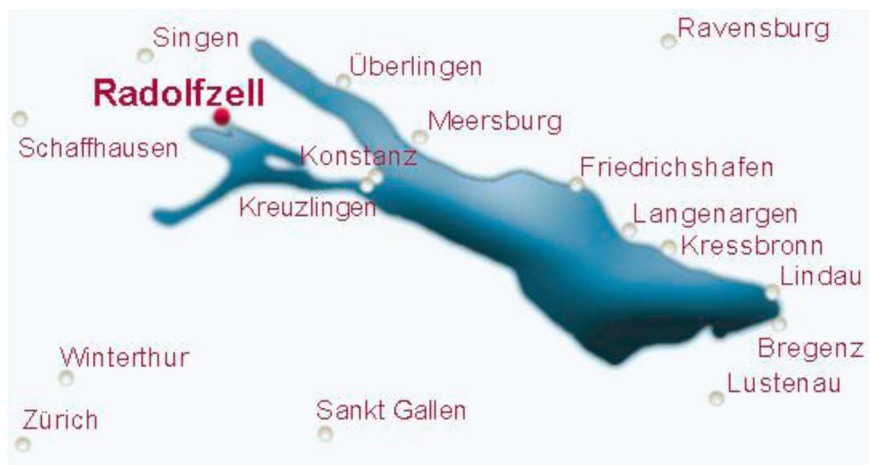 Singen
Ravensburg
Überlingen
Radolfzell
Meersburg
Schaffhausen
Konstanz
Friedrichshafen
Kreuzlingen
Langenargen
Kressbronn
Lindau
Bregenz
Winterthur
Lustenau
Sankt Gallen
Zürich